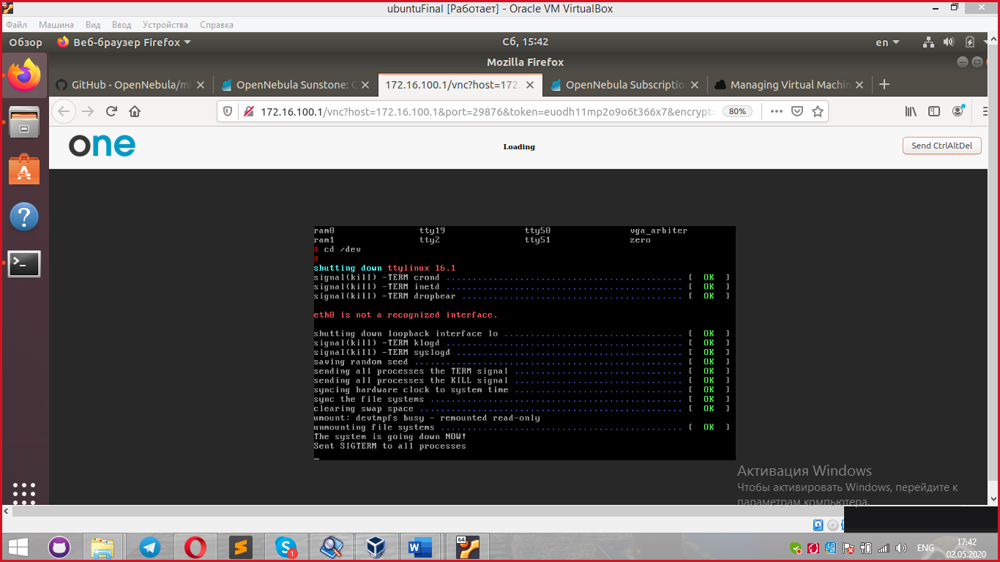 ubuntuFinal [Работает] - Oracle VM VirtualBox
Файл Машина Вид Ввод Устройства Справка
Обзор Веб-браузер Firefox Сб, 15:42 en
Mozilla Firefox
GitHub - OpenNebula/mi OpenNebula Sunstone: C 172.16.100.1/vnc?host=172. OpenNebula Subscriptio Managing Virtual Machin
172.16.100.1/vnc?host=172.16.100.1&port=29876&token=euodh11mp2o9o6t366x7&encrypt= 80%
one Loading Send CtrlAltDel
ram0 tty19 tty50 vga_arbiter
ram1 tty2 tty51 zero
# cd /dev
#
shutting down ttylinux 16.1
signal(kill) -TERM crond ............................................. [ OK ]
signal(kill) -TERM inetd ............................................. [ OK ]
signal(kill) -TERM dropbear .......................................... [ OK ]
eth0 is not a recognized interface.
shutting down loopback interface lo .................................. [ OK ]
signal(kill) -TERM klogd ............................................. [ OK ]
signal(kill) -TERM syslogd ........................................... [ OK ]
saving random seed ................................................... [ OK ]
sending all processes the TERM signal ................................ [ OK ]
sending all processes the KILL signal ................................ [ OK ]
syncing hardware clock to system time ................................ [ OK ]
sync the file systems ................................................ [ OK ]
clearing swap space .................................................. [ OK ]
umount: devtmpfs busy - remounted read-only
unmounting file systems .............................................. [ OK ]
The system is going down NOW!
Sent SIGTERM to all processes
_
Активация Windows
Чтобы активировать Windows, перейдите к
параметрам компьютера.
64 1 64 ENG 17:42
02.05.2020